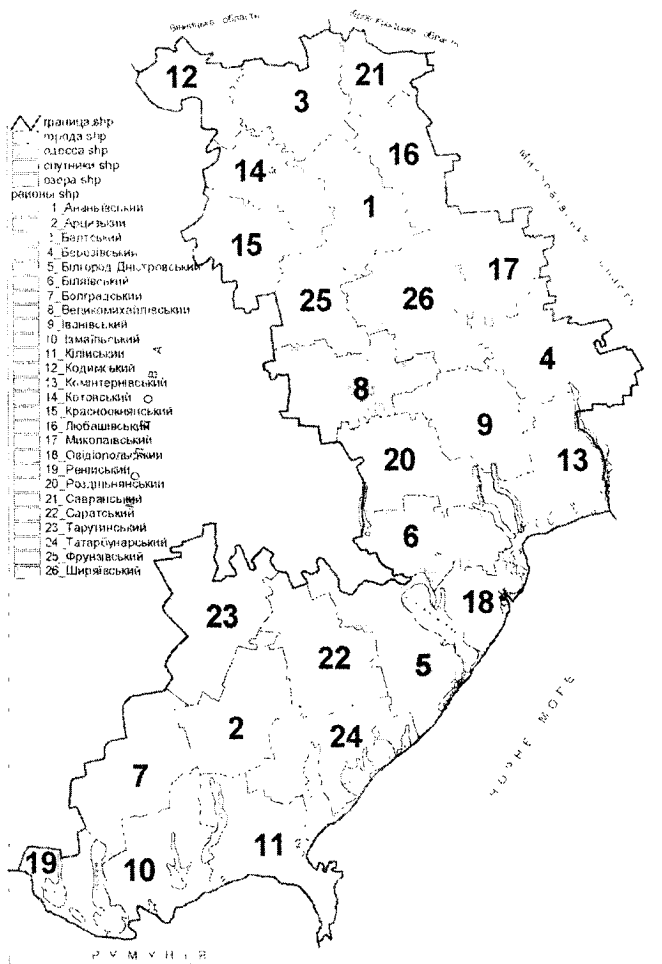 Вінницька область
12
21
3
граница.shp
города shp
одесса shp
спутники shp
озера shp
районы shp
1_Ананьївський
2_Арцизький
3_Балтський
4_Березівський
5_Білгород Дністровський
6_Біляївський
7_Болградський
8_Великомихайлівський
9_Іванівський
10_Ізмаїльський
11_Кілійський
12_Кодимський
13_Комінтернівський
14_Котовський
15_Красноокнянський
16_Любашівський
17_Миколаївський
18_Овідіопольський
19_Ренійський
20_Роздільнянський
21_Савранський
22_Саратський
23_Тарутинський
24_Татарбунарський
25_Фрунзівський
26_Ширяївський
16
14
1
15
17
25
26
4
8
9
20
13
6
18
23
22
5
2
24
7
11
19
10
Миколаївська область
МОЛДОВА
ЧОРНЕ МОРЕ
РУМУНІЯ